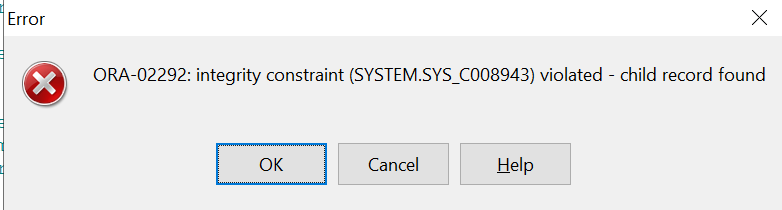 Error
ORA-02292: integrity constraint (SYSTEM.SYS_C008943) violated - child record found
OK
Cancel
Help